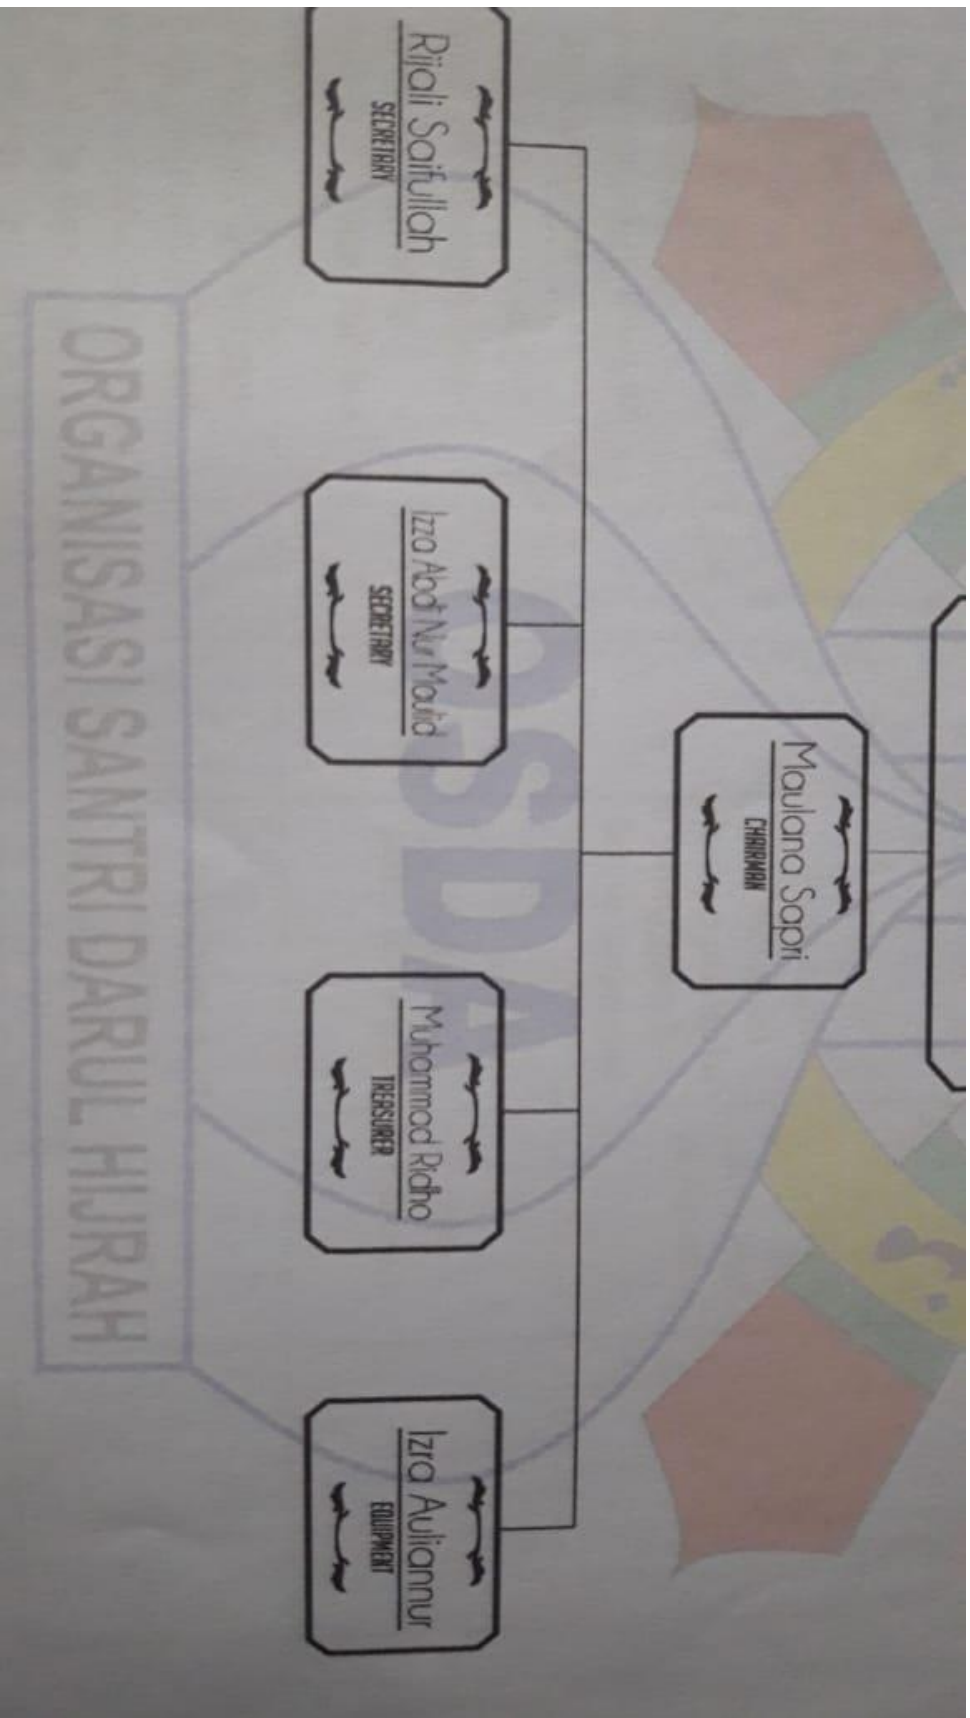 Maulana Sapri
CHAIRMAN
Rijali Saifullah
SECRETARY
Izza Abdi Nur Maulid
SECRETARY
Muhammad Ridho
TREASURER
Izra Auliannur
EQUIPMENT
OSDA
ORGANISASI SANTRI DARUL HIJRAH